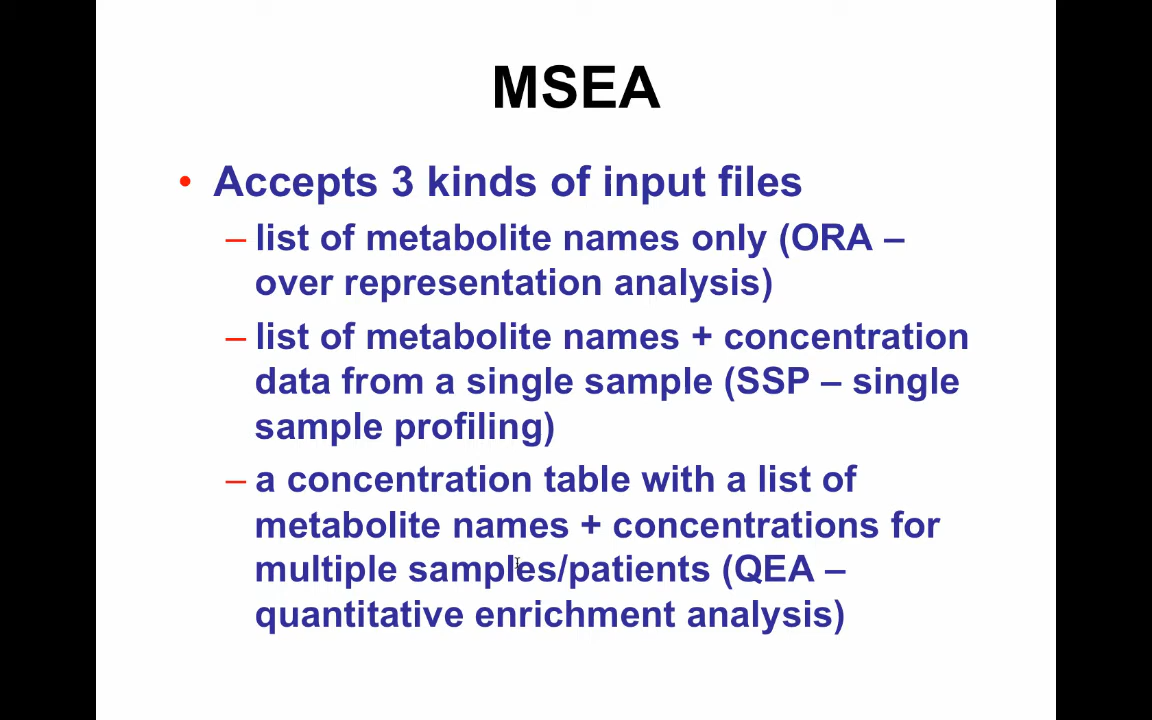 MSEA
• Accepts 3 kinds of input files
– list of metabolite names only (ORA –
over representation analysis)
– list of metabolite names + concentration
data from a single sample (SSP – single
sample profiling)
– a concentration table with a list of
metabolite names + concentrations for
multiple samples/patients (QEA –
quantitative enrichment analysis)